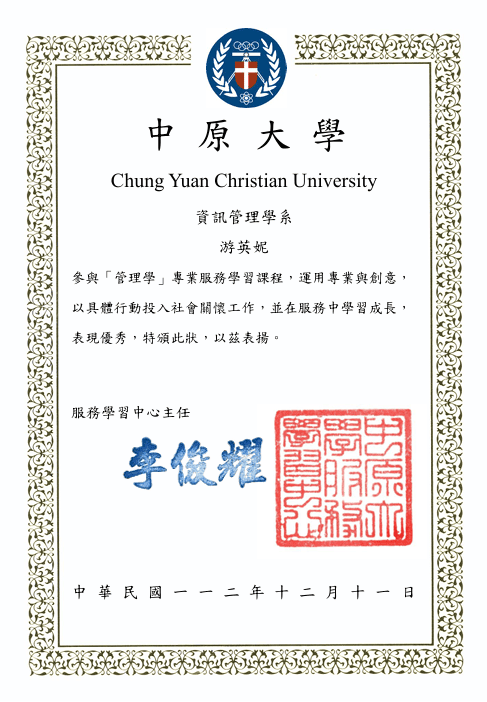 中原大學
Chung Yuan Christian University
資訊管理學系
游英妮
參與「管理學」專業服務學習課程，運用專業與創意，
以具體行動投入社會關懷工作，並在服務中學習成長，
表現優秀，特頒此狀，以茲表揚。
服務學習中心主任
李俊耀
中原大學服務學習中心
中華民國一一二年十二月十一日